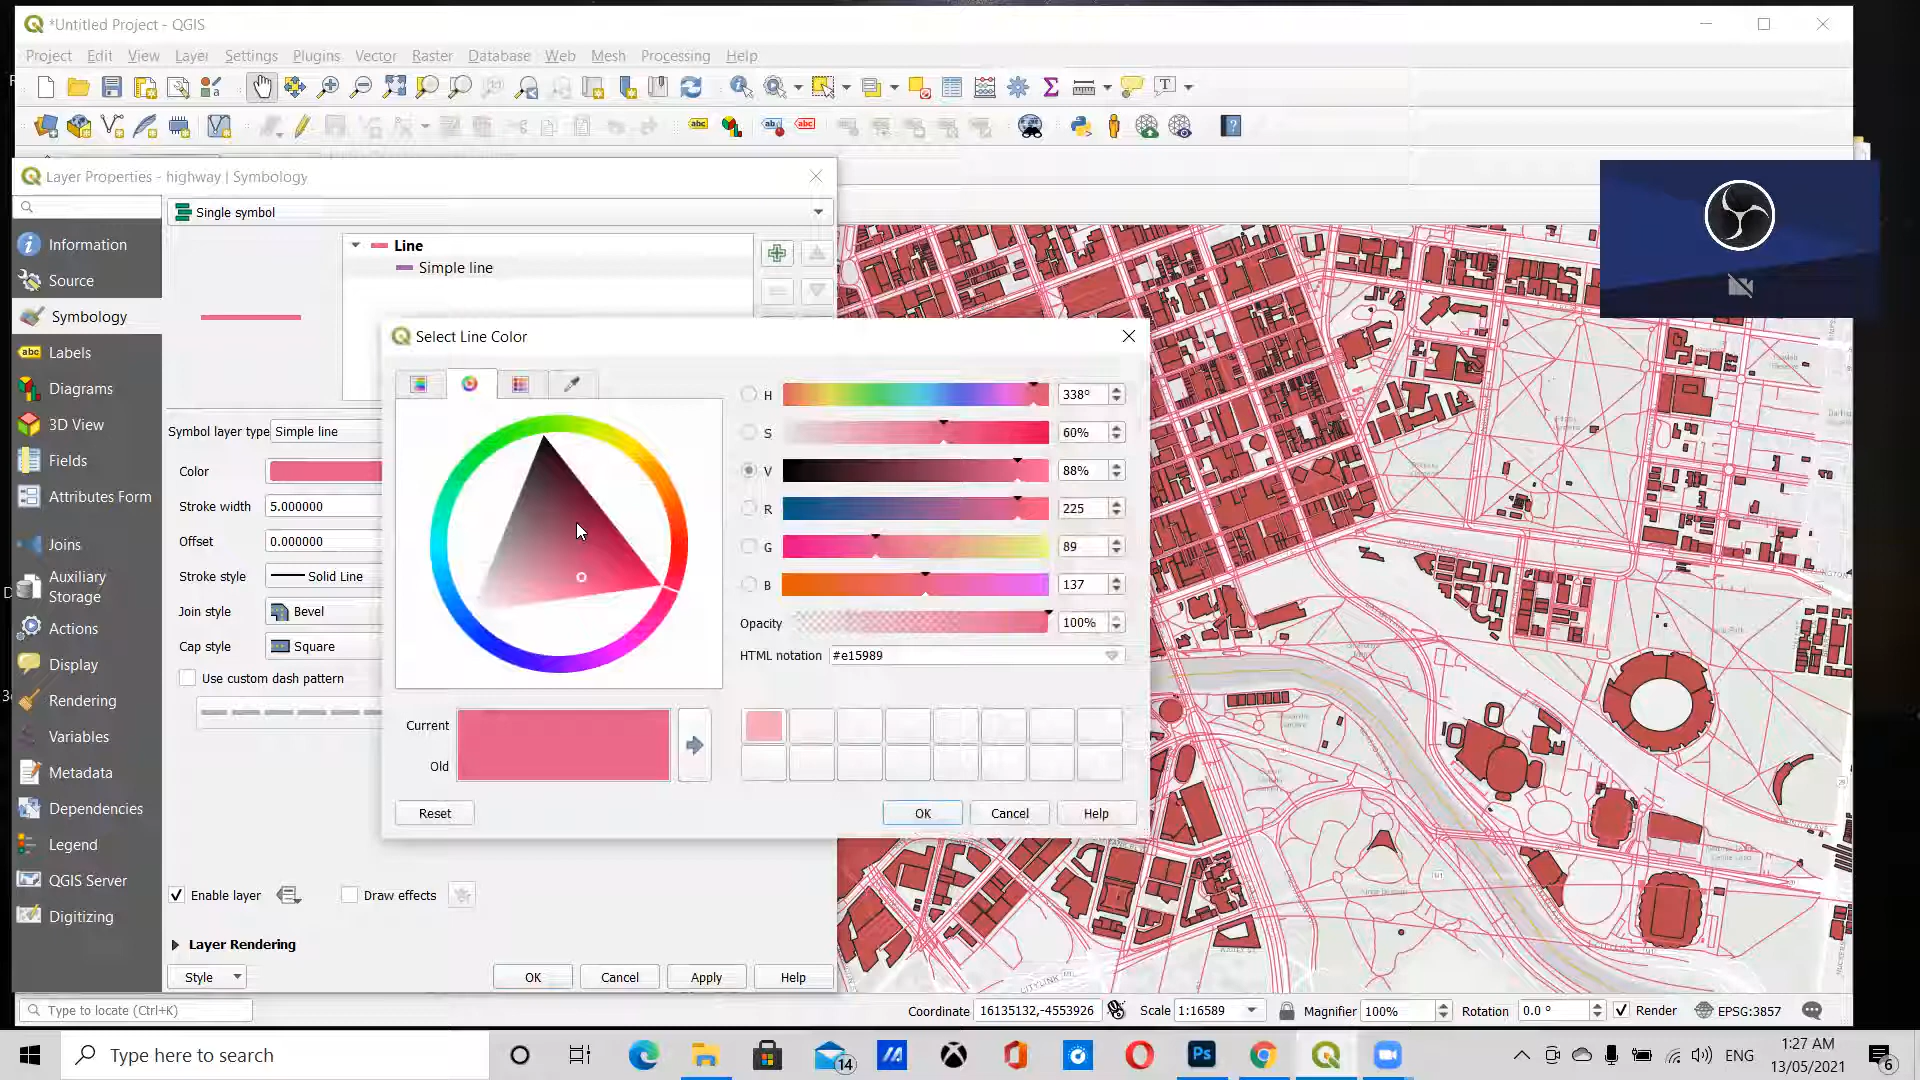 *Untitled Project - QGIS
Project Edit View Layer Settings Plugins Vector Raster Database Web Mesh Processing Help
Layer Properties - highway | Symbology
Single symbol
Information
Source
Symbology
Labels
Diagrams
3D View
Fields
Attributes Form
Joins
Auxiliary
Storage
Actions
Display
Rendering
Variables
Metadata
Dependencies
Legend
QGIS Server
Digitizing
Line
Simple line
Symbol layer type Simple line
Color
Stroke width 5.000000
Offset 0.000000
Stroke style Solid Line
Join style Bevel
Cap style Square
Use custom dash pattern
Enable layer Draw effects
Layer Rendering
Style OK Cancel Apply Help
Select Line Color
H 338°
S 60%
V 88%
R 225
G 89
B 137
Opacity 100%
HTML notation #e15989
Current
Old
Reset OK Cancel Help
CITYLINK
Type to locate (Ctrl+K) Coordinate 16135132,-4553926 Scale 1:16589 Magnifier 100% Rotation 0.0 ° Render EPSG:3857
Type here to search
14
Ps
ENG
1:27 AM
13/05/2021
6